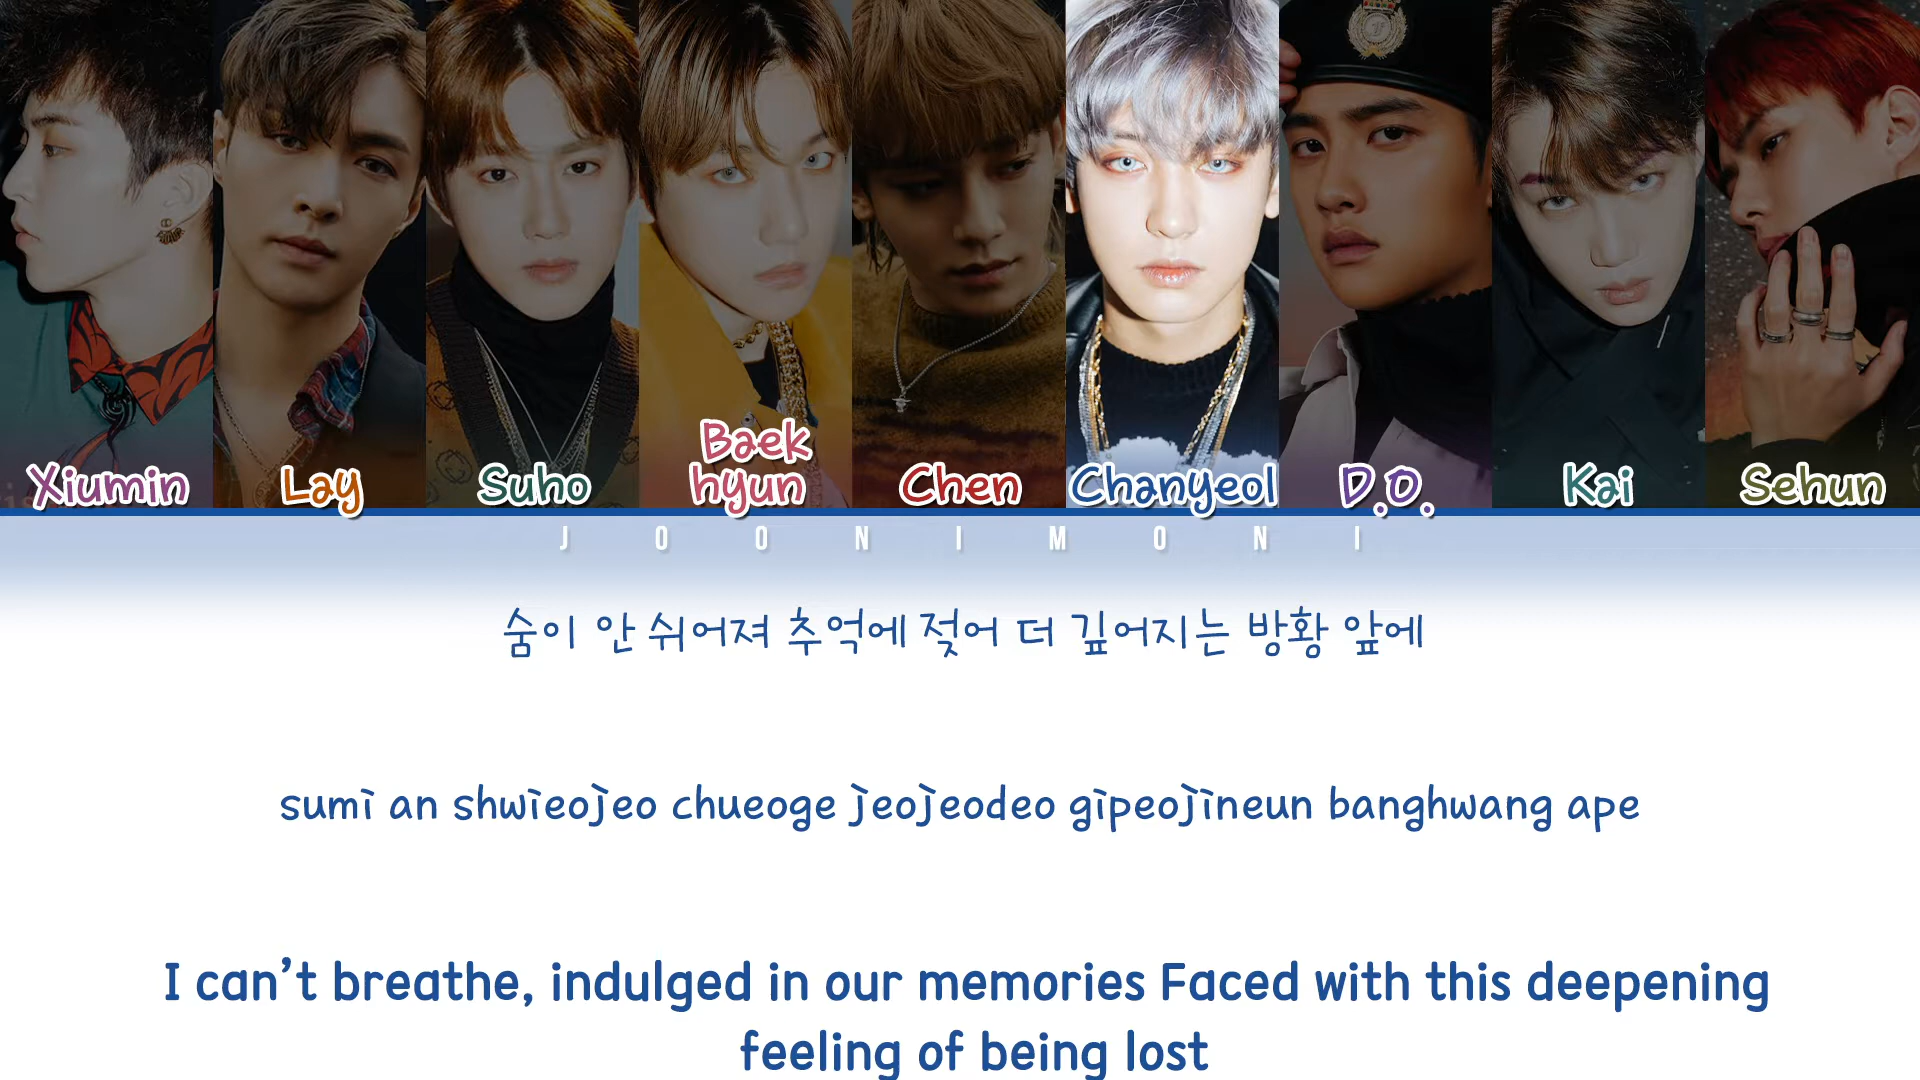 Xiumin
Lay
Suho
Baek
hyun
Chen
Chanyeol
D.O.
Kai
Sehun
JOONIMONI
숨이 안 쉬어져 추억에 젖어 더 깊어지는 방황 앞에
sumi an shwieojeo chueoge jeojeodeo gipeojineun banghwang ape
I can’t breathe, indulged in our memories Faced with this deepening
feeling of being lost